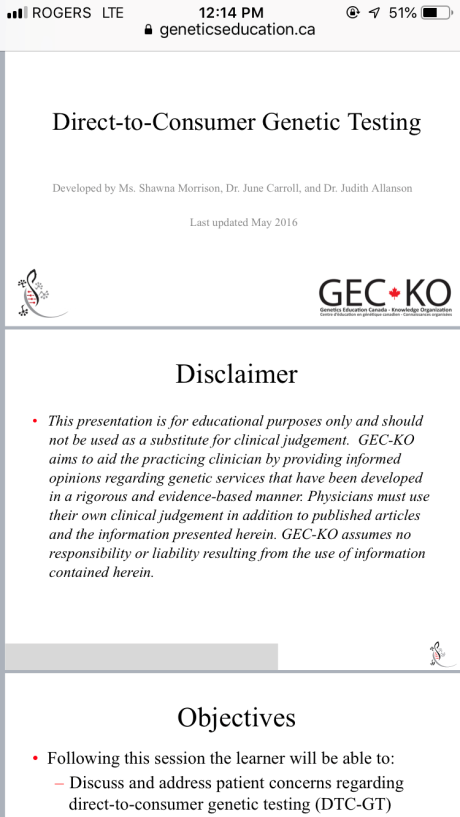 ROGERS LTE 12:14 PM 51%
geneticseducation.ca
Direct-to-Consumer Genetic Testing
Developed by Ms. Shawna Morrison, Dr. June Carroll, and Dr. Judith Allanson
Last updated May 2016
GEC KO
Genetics Education Canada - Knowledge Organization
Centre d'éducation en génétique canadien - Connaissances organisées
Disclaimer
• This presentation is for educational purposes only and should
not be used as a substitute for clinical judgement. GEC-KO
aims to aid the practicing clinician by providing informed
opinions regarding genetic services that have been developed
in a rigorous and evidence-based manner. Physicians must use
their own clinical judgement in addition to published articles
and the information presented herein. GEC-KO assumes no
responsibility or liability resulting from the use of information
contained herein.
Objectives
• Following this session the learner will be able to:
– Discuss and address patient concerns regarding
direct-to-consumer genetic testing (DTC-GT)